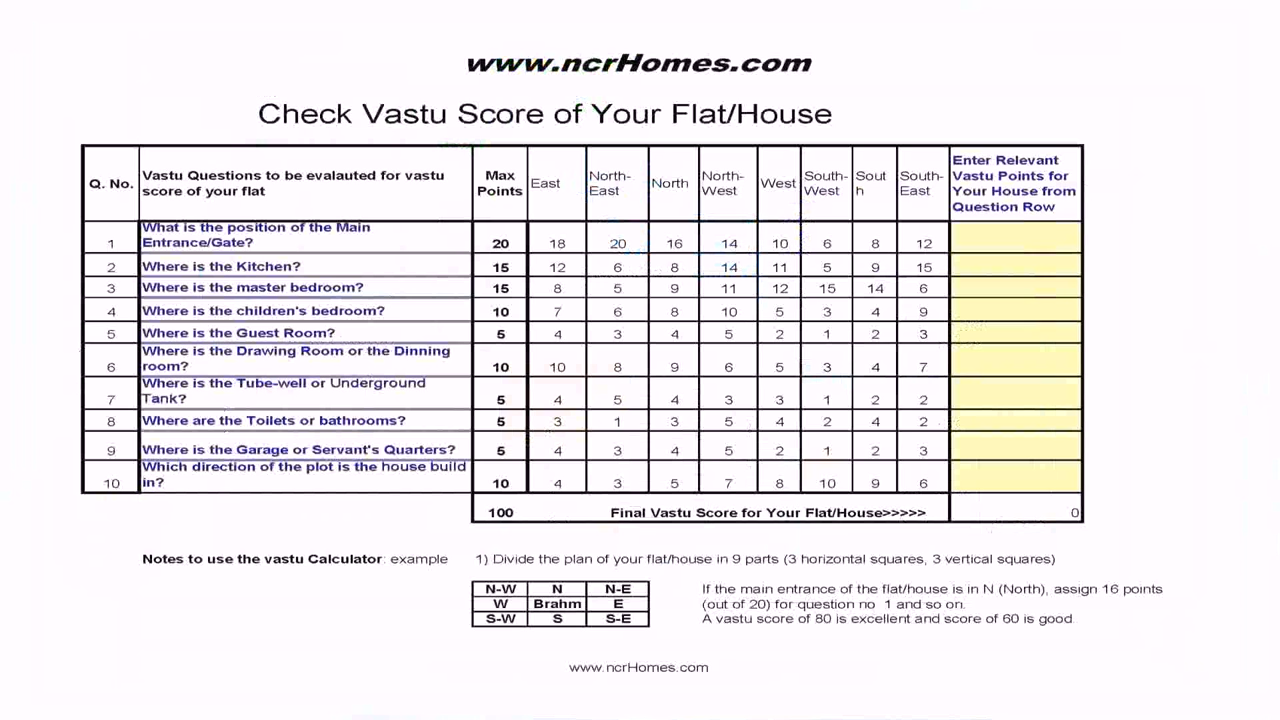 www.ncrHomes.com
Check Vastu Score of Your Flat/House
Q. No. Vastu Questions to be evalauted for vastu score of your flat Max Points East North-East North North-West West South-West Sout h South-East Enter Relevant Vastu Points for Your House from Question Row
1 What is the position of the Main Entrance/Gate? 20 18 20 16 14 10 6 8 12
2 Where is the Kitchen? 15 12 6 8 14 11 5 9 15
3 Where is the master bedroom? 15 8 5 9 11 12 15 14 6
4 Where is the children's bedroom? 10 7 6 8 10 5 3 4 9
5 Where is the Guest Room? 5 4 3 4 5 2 1 2 3
6 Where is the Drawing Room or the Dinning room? 10 10 8 9 6 5 3 4 7
7 Where is the Tube-well or Underground Tank? 5 4 5 4 3 3 1 2 2
8 Where are the Toilets or bathrooms? 5 3 1 3 5 4 2 4 2
9 Where is the Garage or Servant's Quarters? 5 4 3 4 5 2 1 2 3
10 Which direction of the plot is the house build in? 10 4 3 5 7 8 10 9 6
100 Final Vastu Score for Your Flat/House>>>>> 0
Notes to use the vastu Calculator: example 1) Divide the plan of your flat/house in 9 parts (3 horizontal squares, 3 vertical squares)
N-W N N-E
W Brahm E
S-W S S-E
If the main entrance of the flat/house is in N (North), assign 16 points
(out of 20) for question no 1 and so on.
A vastu score of 80 is excellent and score of 60 is good.
www.ncrHomes.com